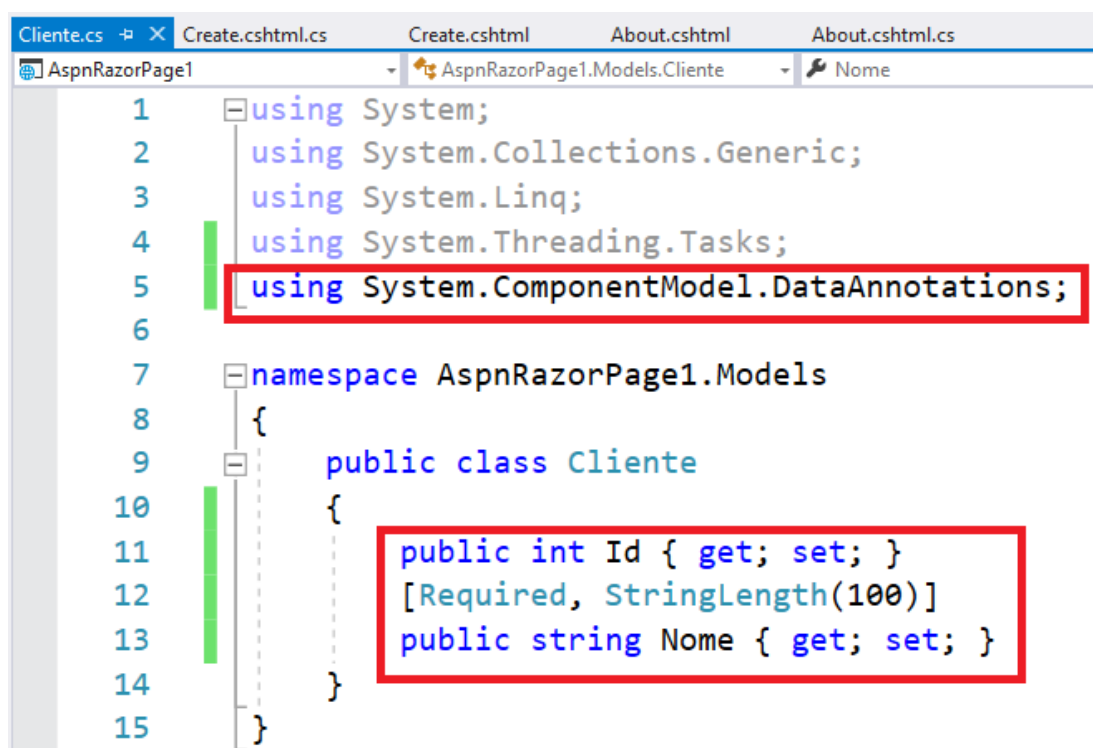 Cliente.cs Create.cshtml.cs Create.cshtml About.cshtml About.cshtml.cs
AspnRazorPage1 AspnRazorPage1.Models.Cliente Nome
1 using System;
2 using System.Collections.Generic;
3 using System.Linq;
4 using System.Threading.Tasks;
5 using System.ComponentModel.DataAnnotations;
6
7 namespace AspnRazorPage1.Models
8 {
9 public class Cliente
10 {
11 public int Id { get; set; }
12 [Required, StringLength(100)]
13 public string Nome { get; set; }
14 }
15 }